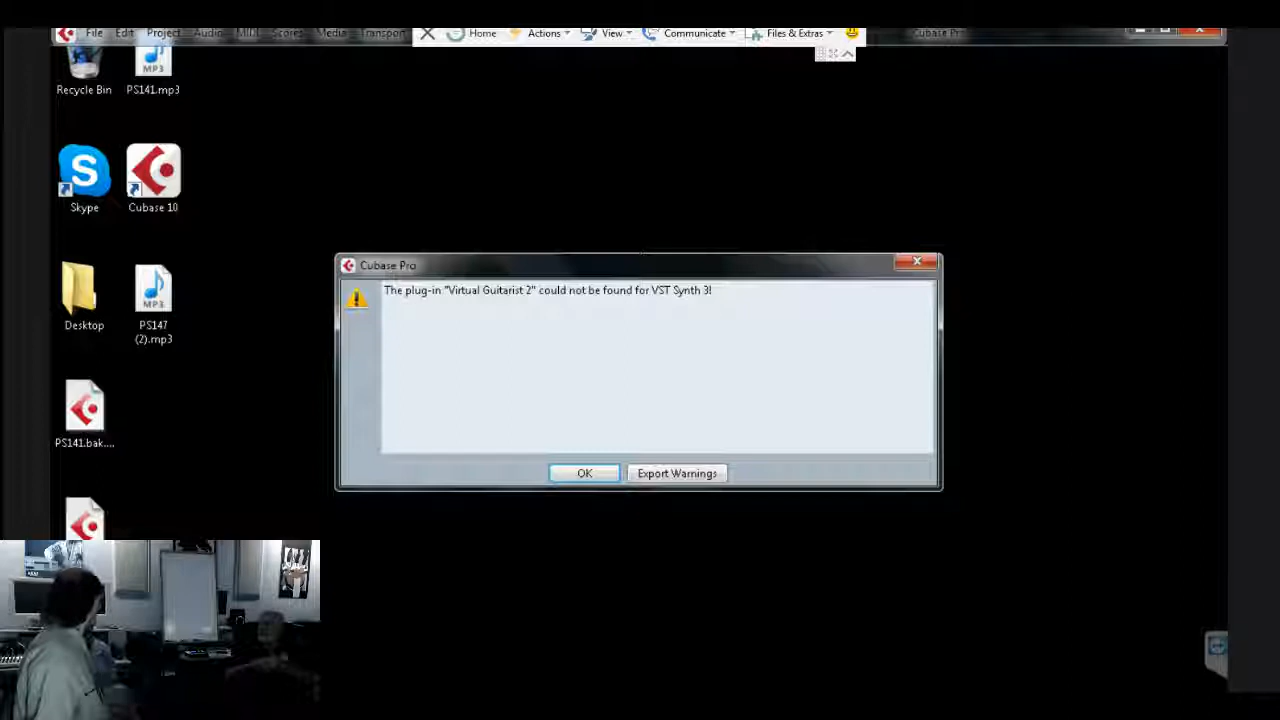 File Edit Project Audio MIDI Scores Media Transport
Home Actions View Communicate Files & Extras
Cubase Pro
Recycle Bin
PS141.mp3
Skype
Cubase 10
Desktop
PS147
(2).mp3
PS141.bak....
Cubase Pro
The plug-in "Virtual Guitarist 2" could not be found for VST Synth 3!
OK
Export Warnings